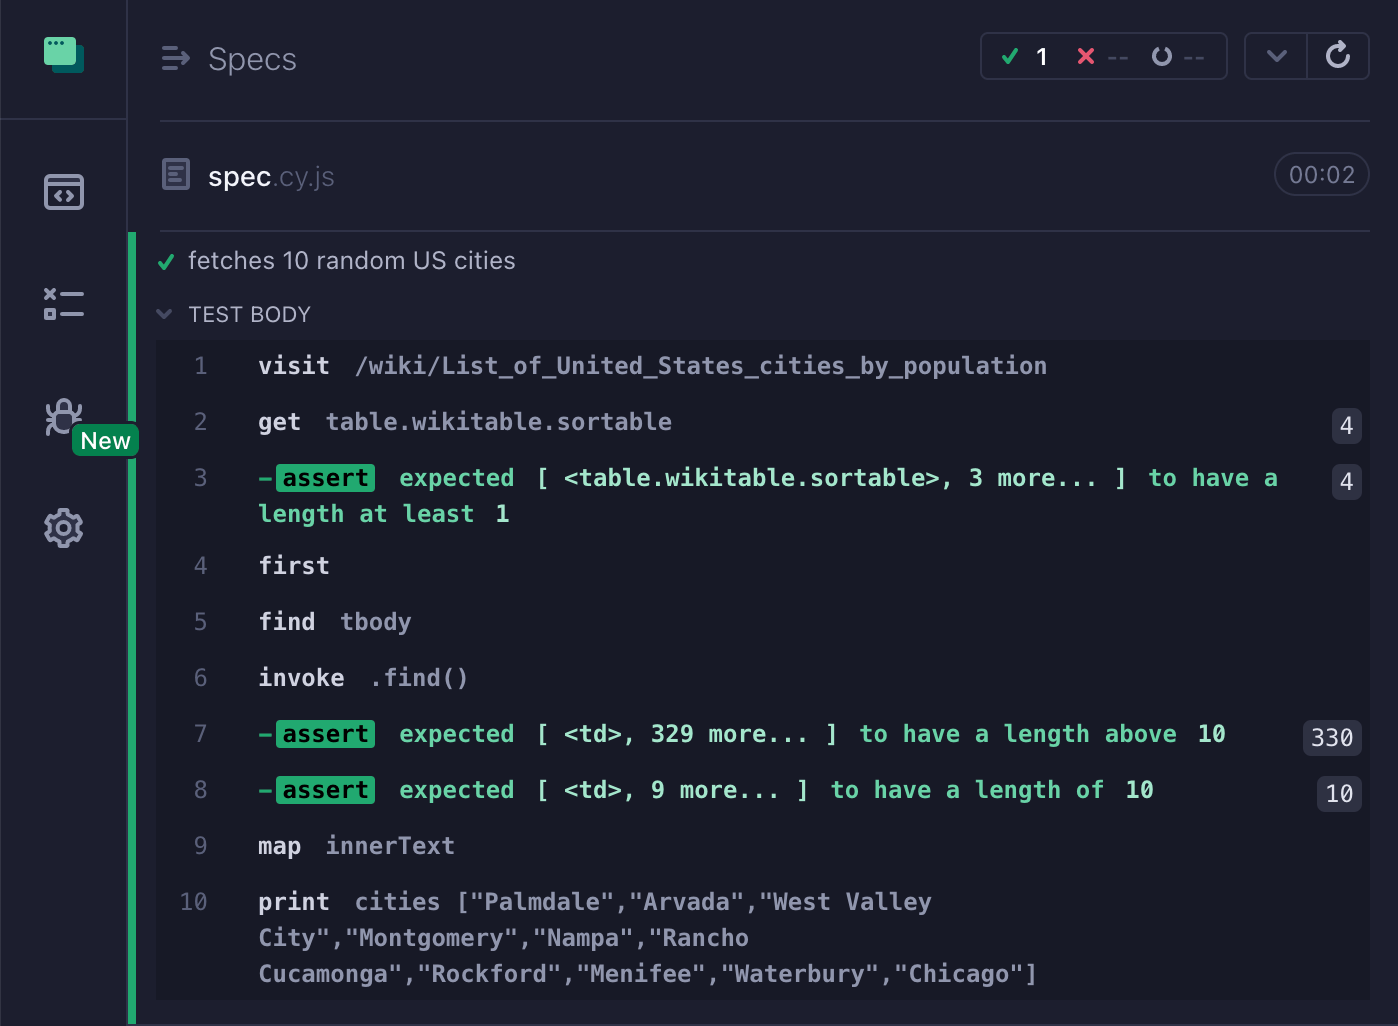 Specs
1 -- --
spec.cy.js
00:02
fetches 10 random US cities
TEST BODY
1 visit /wiki/List_of_United_States_cities_by_population
2 get table.wikitable.sortable 4
New
3 -assert expected [ <table.wikitable.sortable>, 3 more... ] to have a 4
length at least 1
4 first
5 find tbody
6 invoke .find()
7 -assert expected [ <td>, 329 more... ] to have a length above 10 330
8 -assert expected [ <td>, 9 more... ] to have a length of 10 10
9 map innerText
10 print cities ["Palmdale","Arvada","West Valley
City","Montgomery","Nampa","Rancho
Cucamonga","Rockford","Menifee","Waterbury","Chicago"]